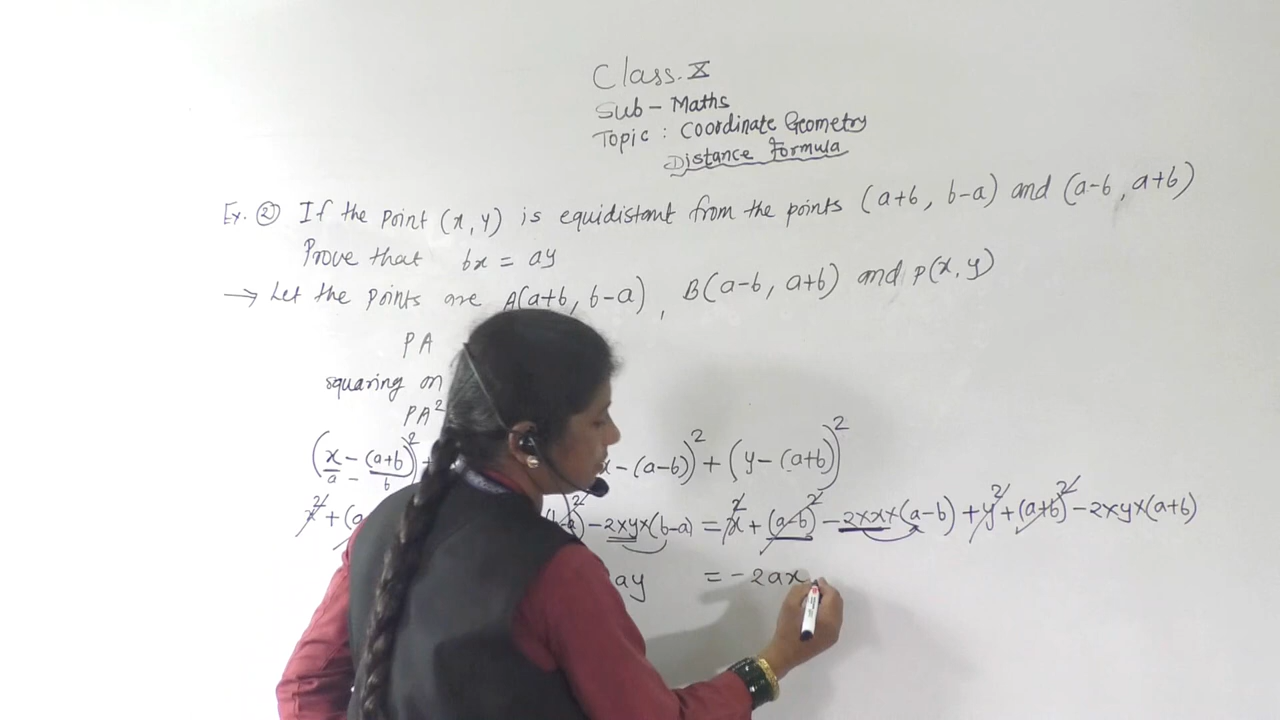 Class. X
Sub - Maths
Topic : Coordinate Geometry
Distance Formula
Ex. ② If the point (x, y) is equidistant from the points (a+b, b-a) and (a-b, a+b)
Prove that bx = ay
→ Let the points are A(a+b, b-a), B(a-b, a+b) and P(x, y)
PA
squaring on
PA²
(x - (a+b))² + x - (a-b))² + (y - (a+b))²
a - b
x² + (a (b-a)² - 2xy×(b-a) = x² + (a-b)² - 2×x×(a-b) + y² + (a+b)² - 2×y×(a+b)
ay = -2ax